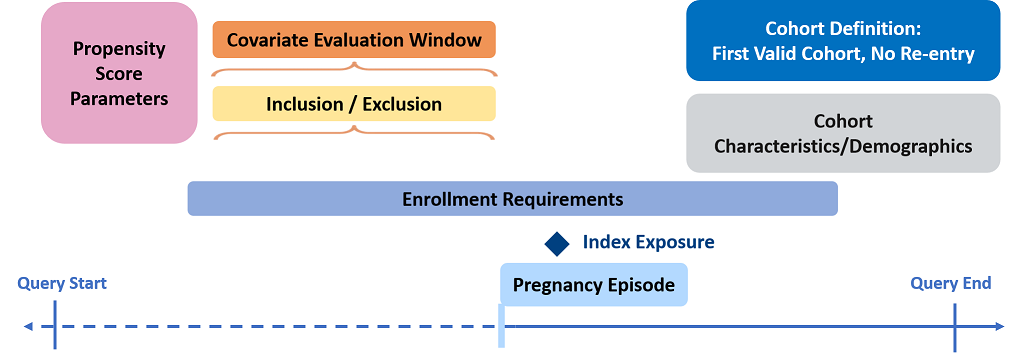 Propensity
Score
Parameters
Covariate Evaluation Window
Inclusion / Exclusion
Cohort Definition:
First Valid Cohort, No Re-entry
Cohort
Characteristics/Demographics
Enrollment Requirements
Index Exposure
Pregnancy Episode
Query Start
Query End